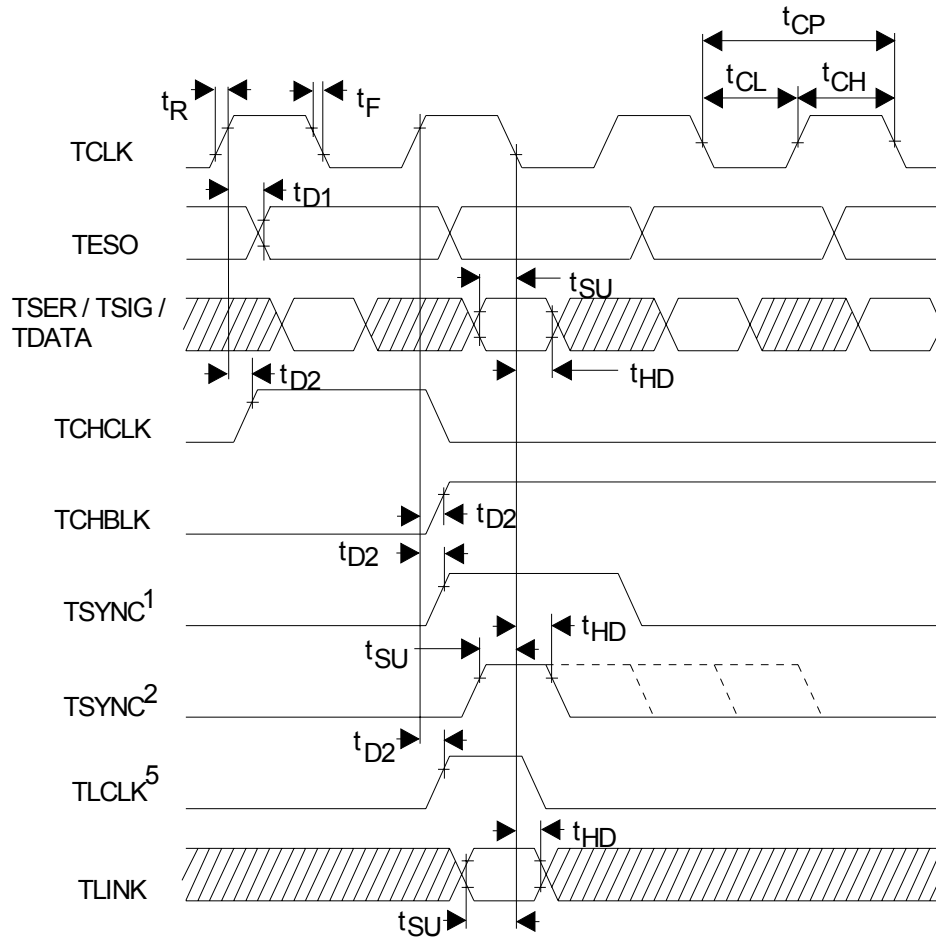 tCP
tCL tCH
tR tF
TCLK
tD1
TESO
tSU
TSER / TSIG /
TDATA
tHD
tD2
TCHCLK
TCHBLK
tD2
tD2
TSYNC1
tHD
tSU
TSYNC2
tD2
TLCLK5
tHD
TLINK
tSU